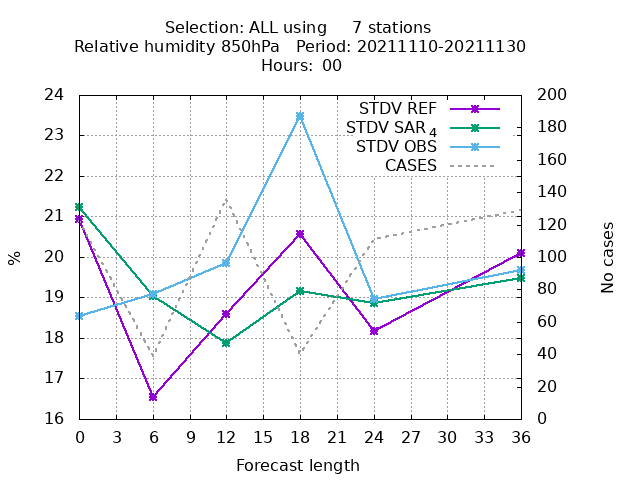 Selection: ALL using 7 stations
Relative humidity 850hPa Period: 20211110-20211130
Hours: 00
STDV REF
STDV SAR 4
STDV OBS
CASES
24
23
22
21
20
19
18
17
16
200
180
160
140
120
100
80
60
40
20
0
%
No cases
0 3 6 9 12 15 18 21 24 27 30 33 36
Forecast length